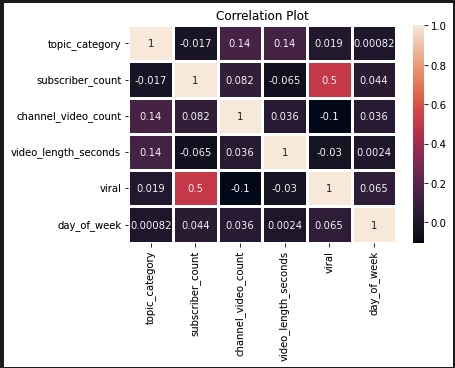 Correlation Plot
topic_category 1 -0.017 0.14 0.14 0.019 0.00082
subscriber_count -0.017 1 0.082 -0.065 0.5 0.044
channel_video_count 0.14 0.082 1 0.036 -0.1 0.036
video_length_seconds 0.14 -0.065 0.036 1 -0.03 0.0024
viral 0.019 0.5 -0.1 -0.03 1 0.065
day_of_week 0.00082 0.044 0.036 0.0024 0.065 1
topic_category
subscriber_count
channel_video_count
video_length_seconds
viral
day_of_week
1.0
0.8
0.6
0.4
0.2
0.0